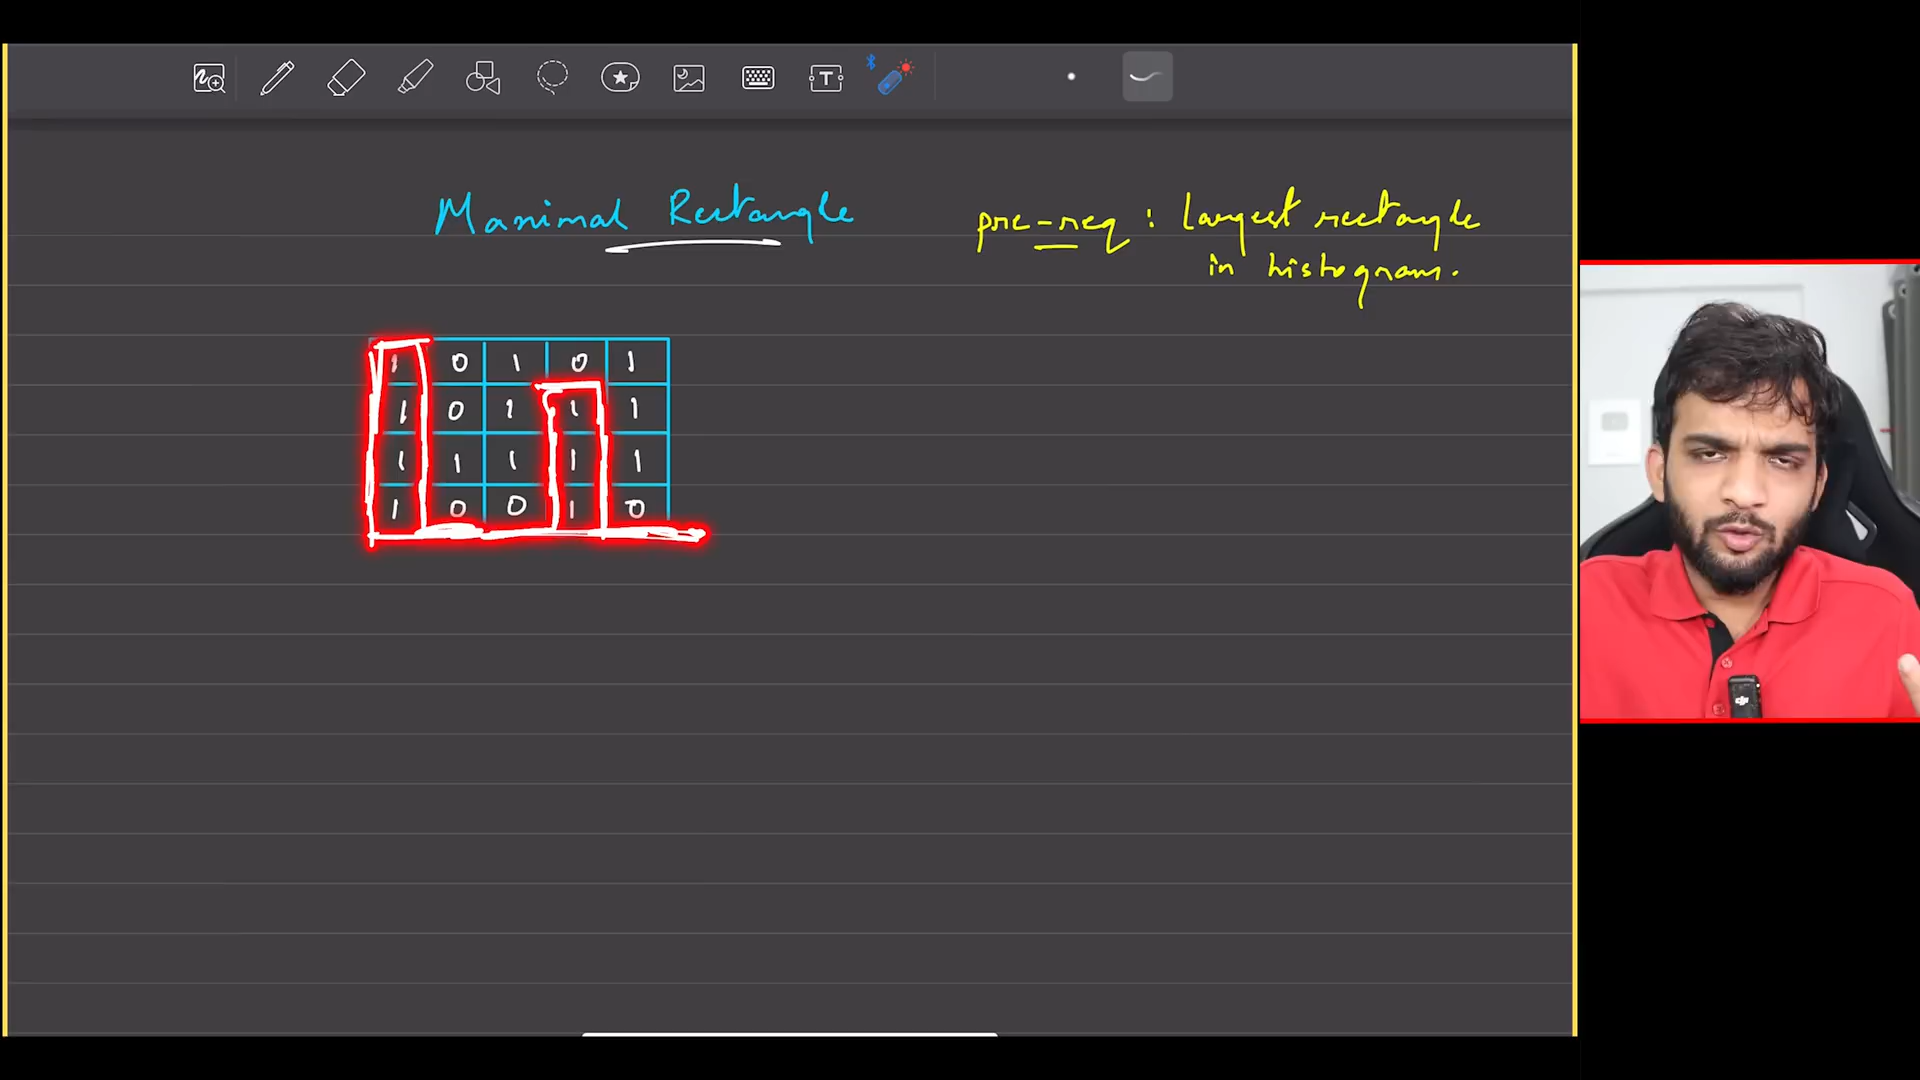 Maximal Rectangle
pre-req : Largest rectangle
in histogram.
1 0 1 0 1
1 0 1 1 1
1 1 1 1 1
1 0 0 1 0